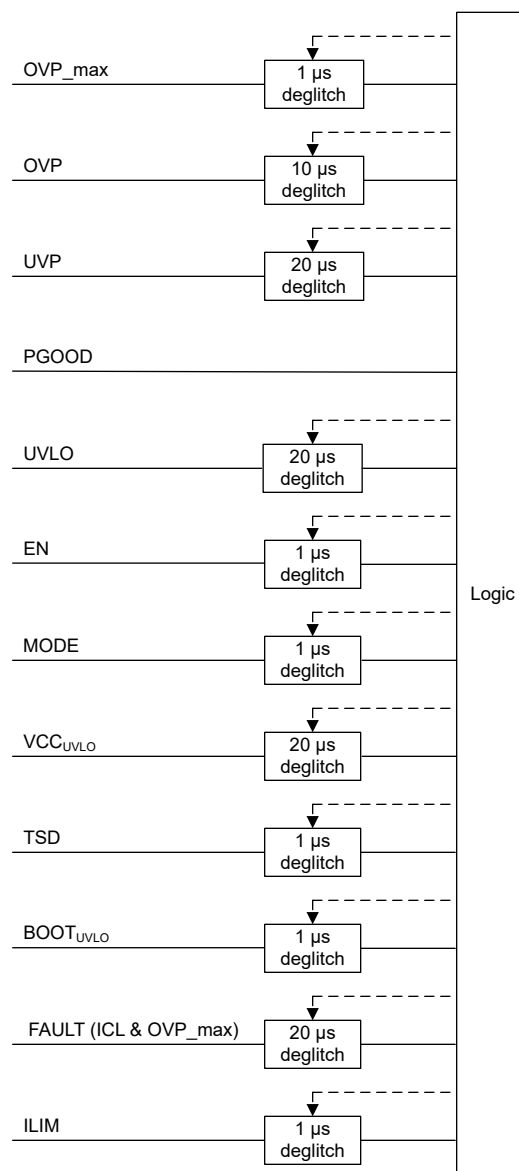 OVP_max
1 µs
deglitch
OVP
10 µs
deglitch
UVP
20 µs
deglitch
PGOOD
UVLO
20 µs
deglitch
EN
1 µs
deglitch
Logic
MODE
1 µs
deglitch
VCCUVLO
20 µs
deglitch
TSD
1 µs
deglitch
BOOTUVLO
1 µs
deglitch
FAULT (ICL & OVP_max)
20 µs
deglitch
ILIM
1 µs
deglitch